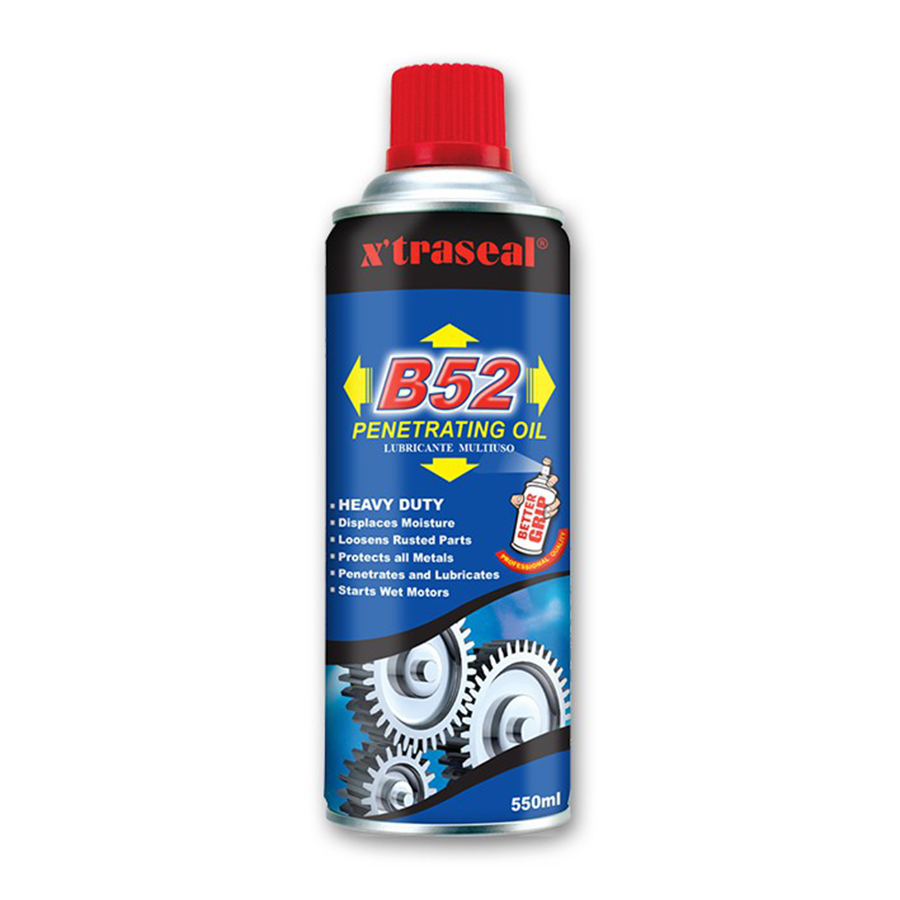 x'traseal®
B52
PENETRATING OIL
LUBRICANTE MULTIUSO
BETTER
GRIP
PROFESSIONAL QUALITY
HEAVY DUTY
Displaces Moisture
Loosens Rusted Parts
Protects all Metals
Penetrates and Lubricates
Starts Wet Motors
550ml